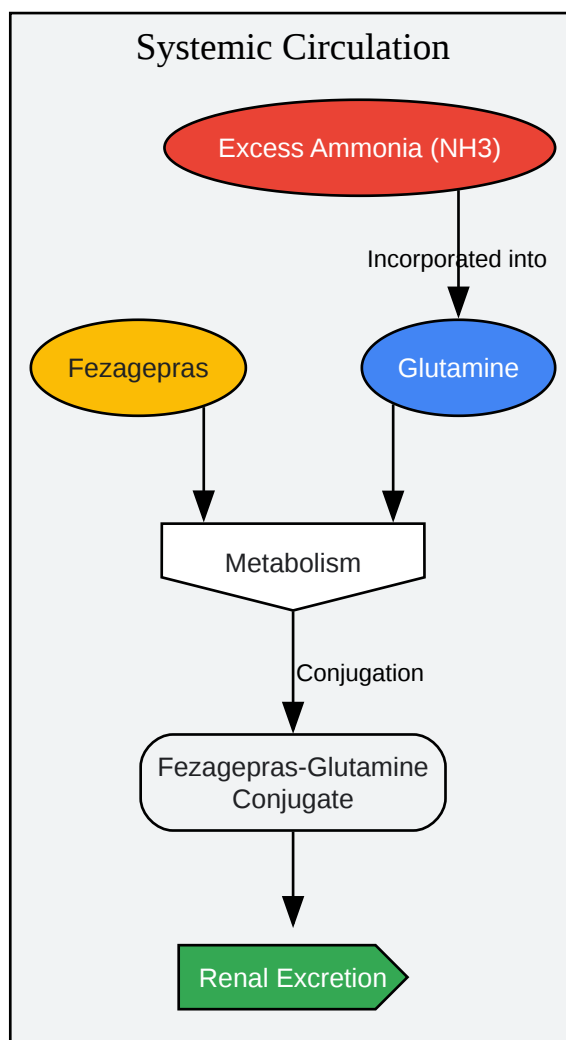 Systemic Circulation
Excess Ammonia (NH3)
Incorporated into
Fezagepras
Glutamine
Metabolism
Conjugation
Fezagepras-Glutamine
Conjugate
Renal Excretion